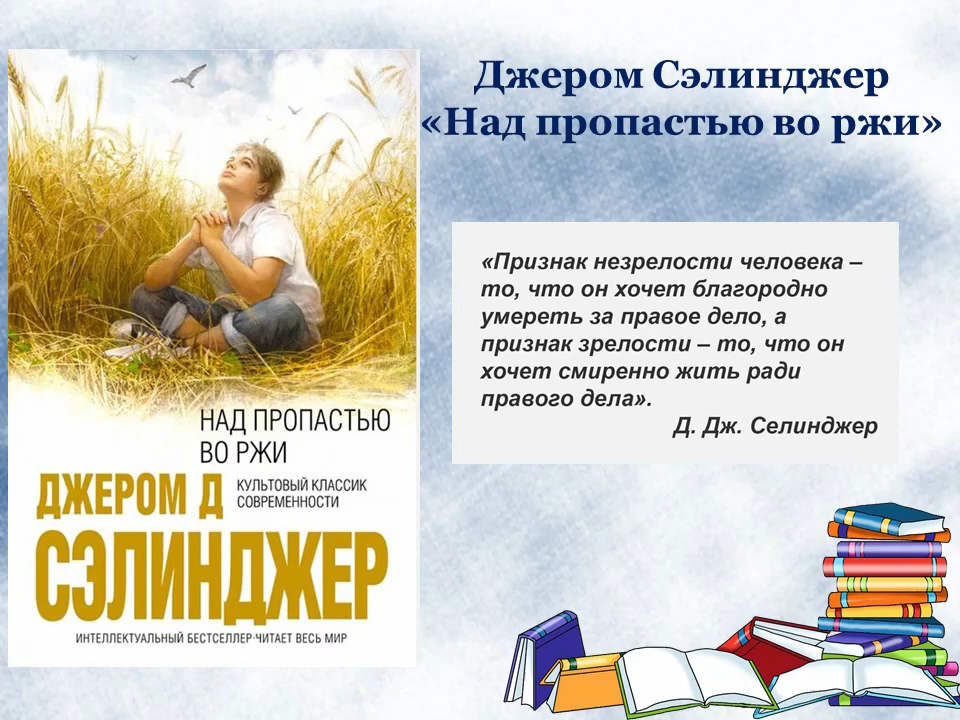 Джером Сэлинджер
«Над пропастью во ржи»
«Признак незрелости человека –
то, что он хочет благородно
умереть за правое дело, а
признак зрелости – то, что он
хочет смиренно жить ради
правого дела».
Д. Дж. Селинджер
НАД ПРОПАСТЬЮ
ВО РЖИ
ДЖЕРОМ Д
КУЛЬТОВЫЙ КЛАССИК
СОВРЕМЕННОСТИ
СЭЛИНДЖЕР
ИНТЕЛЛЕКТУАЛЬНЫЙ БЕСТСЕЛЛЕР·ЧИТАЕТ ВЕСЬ МИР